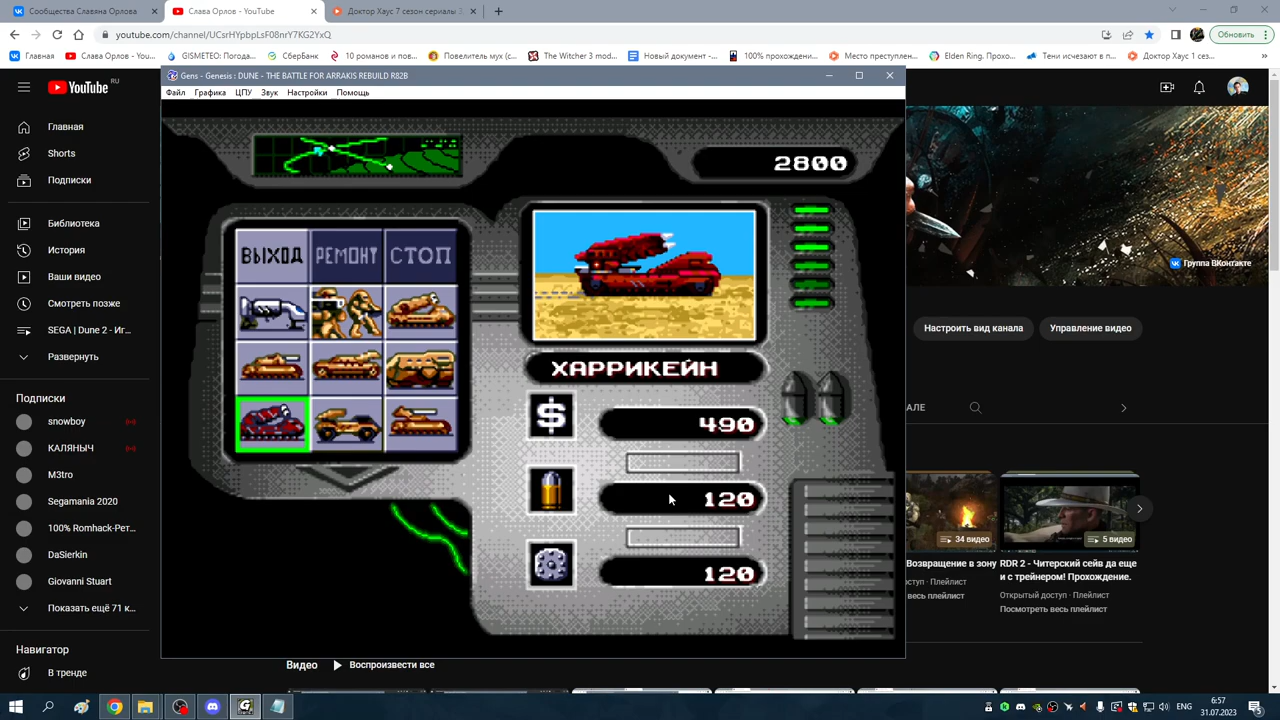 Сообщества Славяна Орлова
Слава Орлов - YouTube
Доктор Хаус 7 сезон сериалы
youtube.com/channel/UCsrHYpbpLsF08nrY7KG2YxQ
Обновить
Главная
Слава Орлов - YouT...
GISMETEO: Погода...
СберБанк
10 романов и пов...
Повелитель мух (с...
The Witcher 3 mod...
Новый документ -...
100% прохождени...
Место преступлен...
Elden Ring. Прохо...
Тени исчезают в п...
Доктор Хаус 1 сез...
YouTube RU
Gens - Genesis : DUNE - THE BATTLE FOR ARRAKIS REBUILD R82B
Файл
Графика
ЦПУ
Звук
Настройки
Помощь
Главная
Shorts
Подписки
Библиотека
История
Ваши видео
Смотреть позже
SEGA | Dune 2 - Иг...
Развернуть
Подписки
КАЛЯНЫЧ
M3tro
Segamania 2020
100% Romhack-Рет...
DaSierkin
Giovanni Stuart
Показать ещё 71 к...
Навигатор
В тренде
2800
ВЫХОД
РЕМОНТ
СТОП
ХАРРИКЕЙН
$
490
120
120
Группа ВКонтакте
Настроить вид канала
Управление видео
АЛЕ
34 видео
5 видео
Возвращение в зону
ступ · Плейлист
весь плейлист
RDR 2 - Читерский сейв да еще
и с трейнером! Прохождение.
Открытый доступ · Плейлист
Посмотреть весь плейлист
Видео
Воспроизвести все
ENG
6:57
31.07.2023